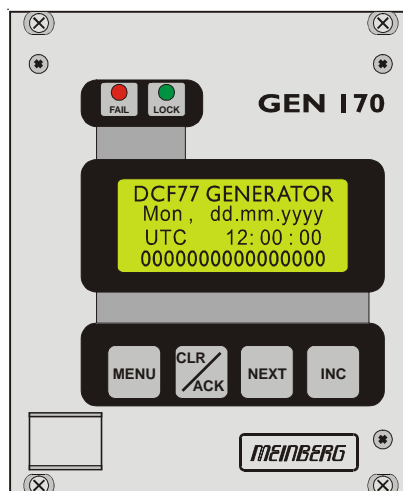 FAIL LOCK
GEN 170
DCF77 GENERATOR
Mon , dd.mm.yyyy
UTC 12:00:00
0000000000000000
MENU CLR/ACK NEXT INC
MEINBERG